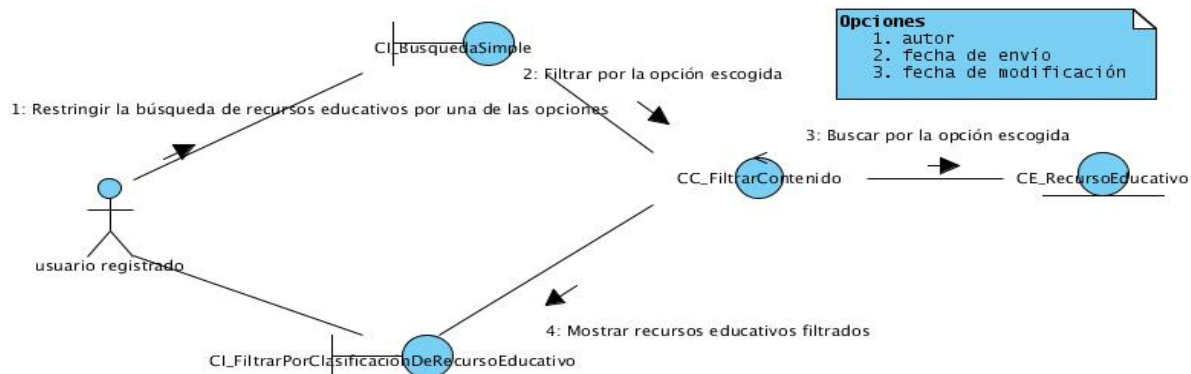 Opciones
1. autor
2. fecha de envío
3. fecha de modificación
CI_BusquedaSimple
2: Filtrar por la opción escogida
1: Restringir la búsqueda de recursos educativos por una de las opciones
3: Buscar por la opción escogida
CC_FiltrarContenido
CE_RecursoEducativo
usuario registrado
4: Mostrar recursos educativos filtrados
CI_FiltrarPorClasificaciónDeRecursoEducativo